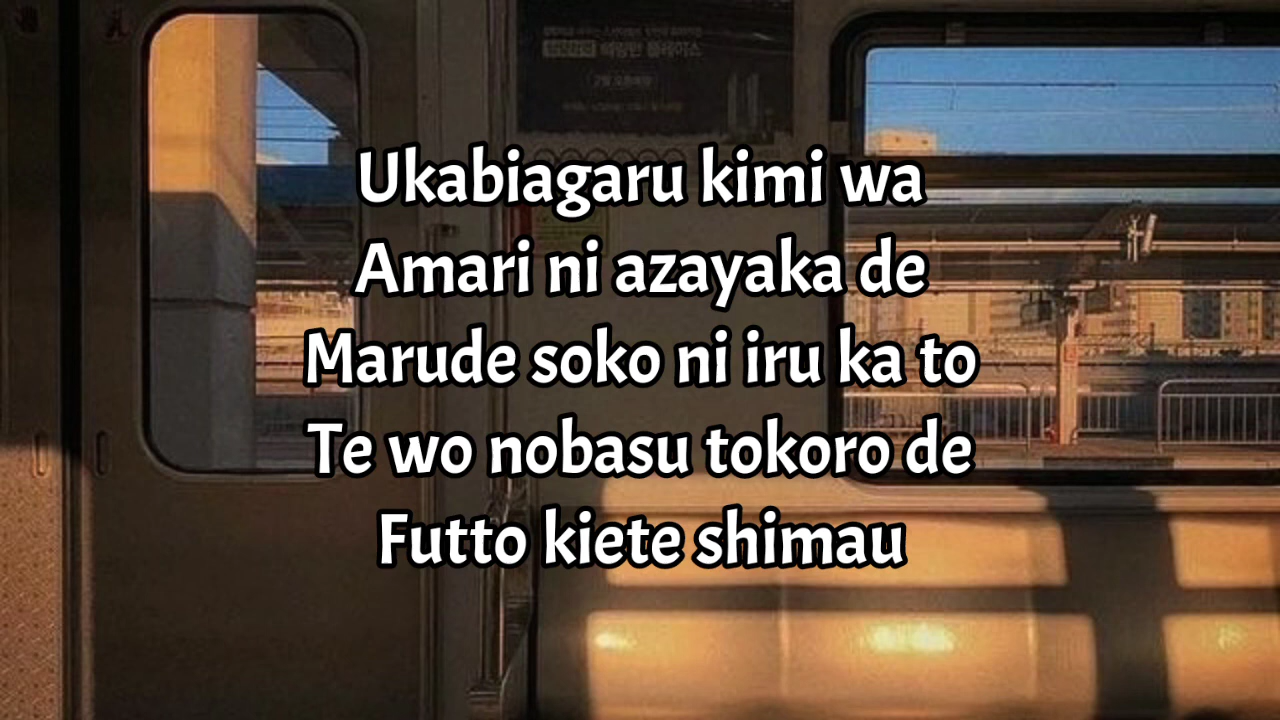 Ukabiagaru kimi wa
Amari ni azayaka de
Marude soko ni iru ka to
Te wo nobasu tokoro de
Futto kiete shimau